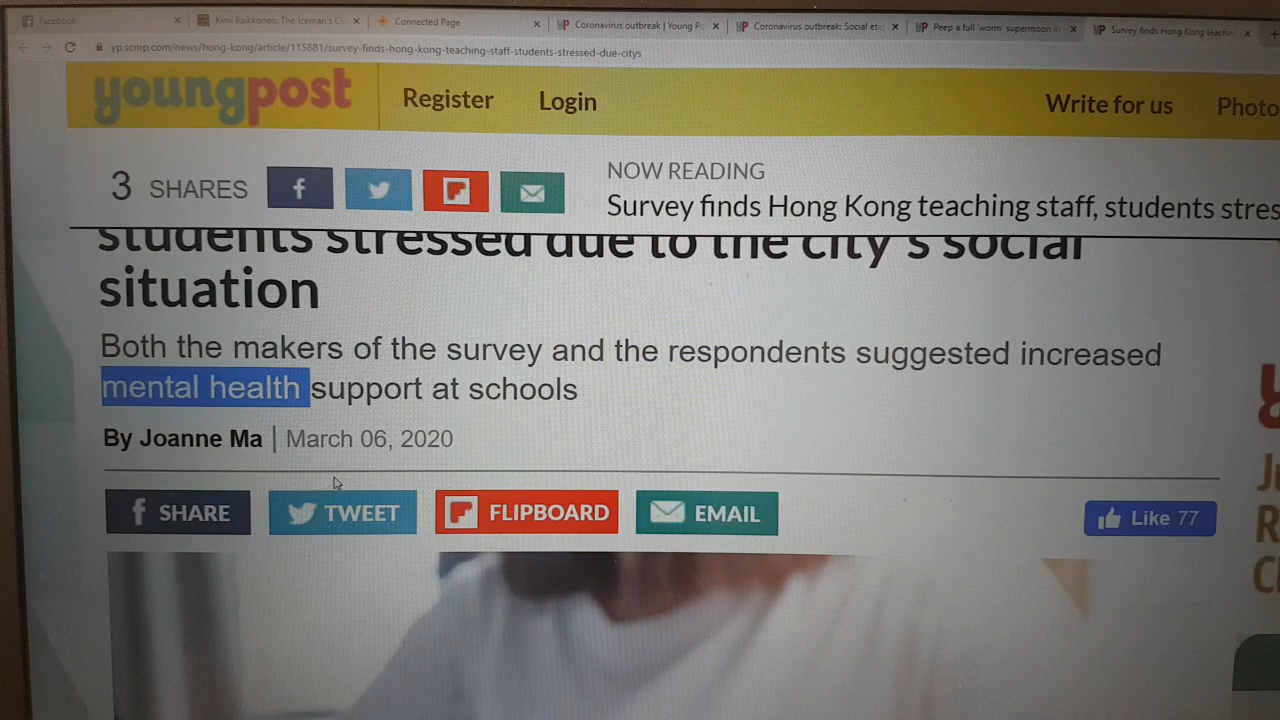 Facebook
Kimi Raikkonen: The Iceman's C
Connected Page
Coronavirus outbreak | Young Po
Coronavirus outbreak: Social et
Peep a full 'worm' supermoon in
Survey finds Hong Kong teachin
yp.scmp.com/news/hong-kong/article/115881/survey-finds-hong-kong-teaching-staff-students-stressed-due-citys
youngpost
Register
Login
Write for us
Photo
3 SHARES
NOW READING
Survey finds Hong Kong teaching staff, students stres
students stressed due to the city's social
situation
Both the makers of the survey and the respondents suggested increased
mental health support at schools
By Joanne Ma | March 06, 2020
SHARE
TWEET
FLIPBOARD
EMAIL
Like 77